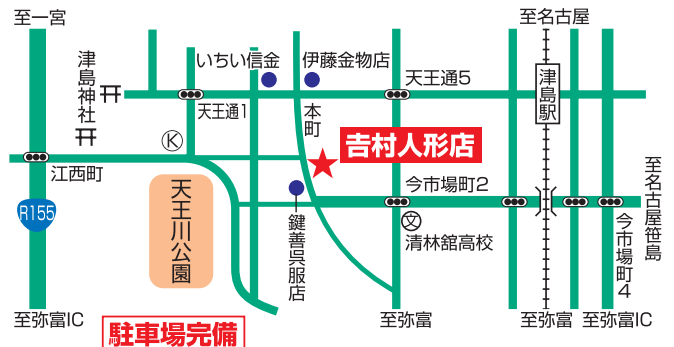 至一宮
至名古屋
いちい信金
伊藤金物店
津島神社
天王通5
津島駅
天王通1
本町
Ⓚ
𠮷村人形店
江西町
R155
天王川公園
今市場町2
至名古屋笹島
文
清林舘高校
鍵善呉服店
今市場町4
至弥富IC
至弥富
至弥富
至弥富IC
駐車場完備